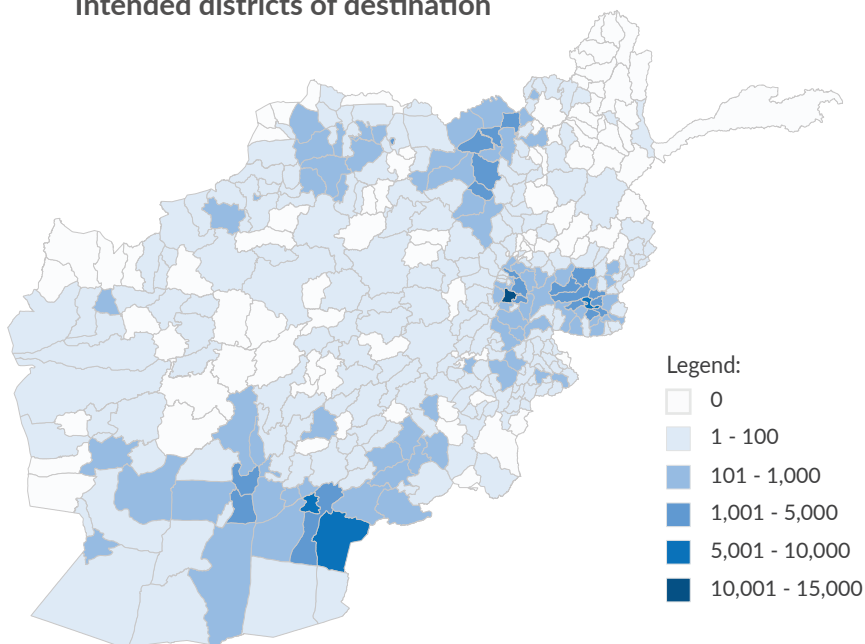 Intended districts of destination
Legend:
0
1 - 100
101 - 1,000
1,001 - 5,000
5,001 - 10,000
10,001 - 15,000